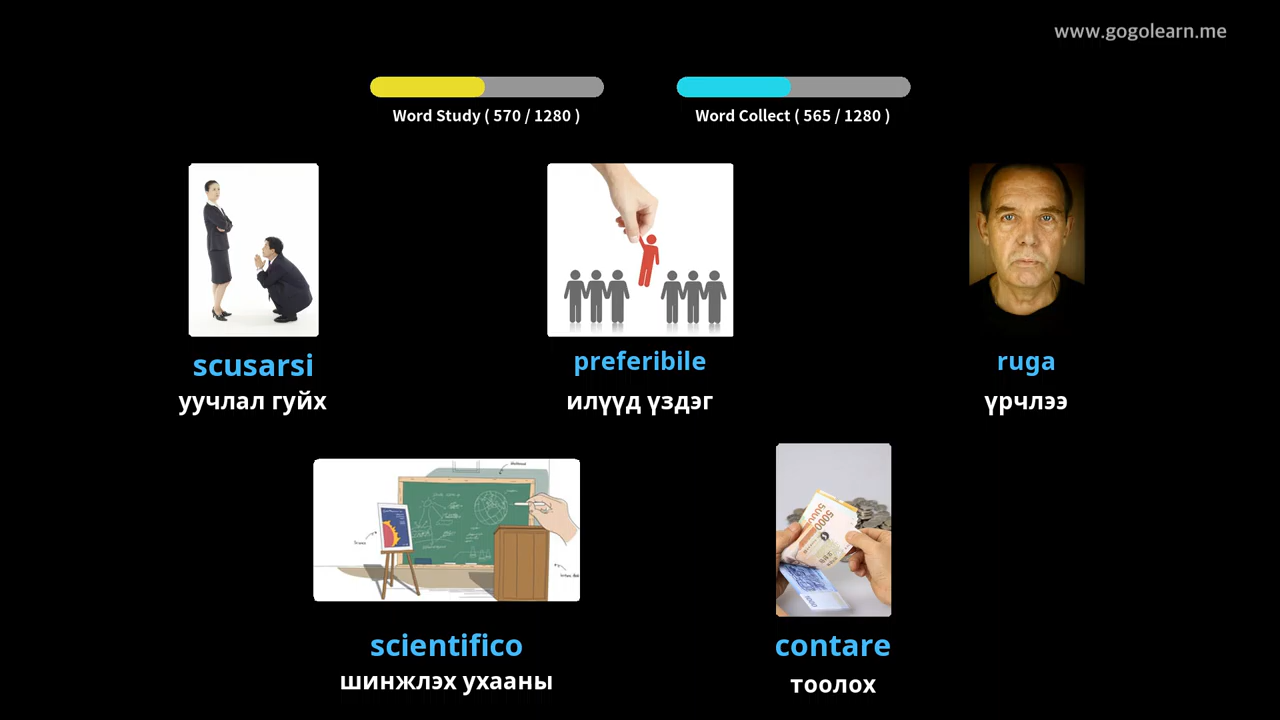 www.gogolearn.me
Word Study ( 570 / 1280 )
Word Collect ( 565 / 1280 )
scusarsi
уучлал гуйх
preferibile
илүүд үздэг
ruga
үрчлээ
scientifico
шинжлэх ухааны
contare
тоолох